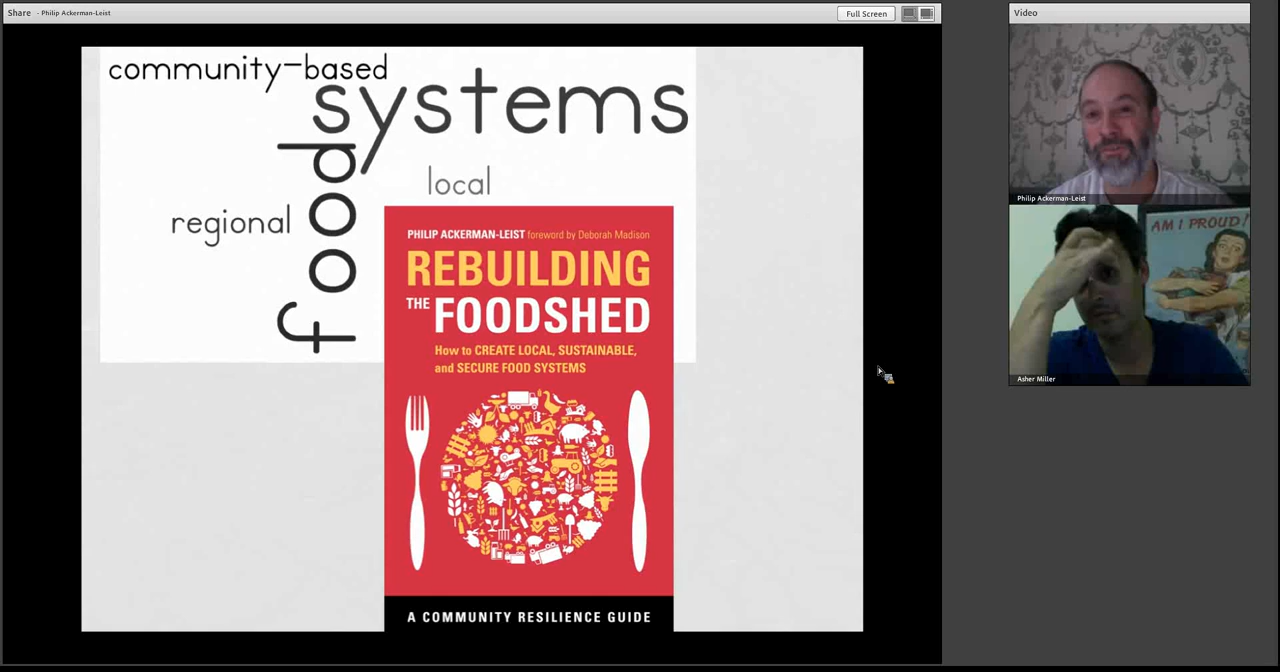 Share - Philip Ackerman-Leist
Full Screen
Video
community-based
systems
food
local
regional
PHILIP ACKERMAN-LEIST foreword by Deborah Madison
REBUILDING
THE FOODSHED
How to CREATE LOCAL, SUSTAINABLE,
and SECURE FOOD SYSTEMS
A COMMUNITY RESILIENCE GUIDE
Philip Ackerman-Leist
AM I PROUD!
Asher Miller